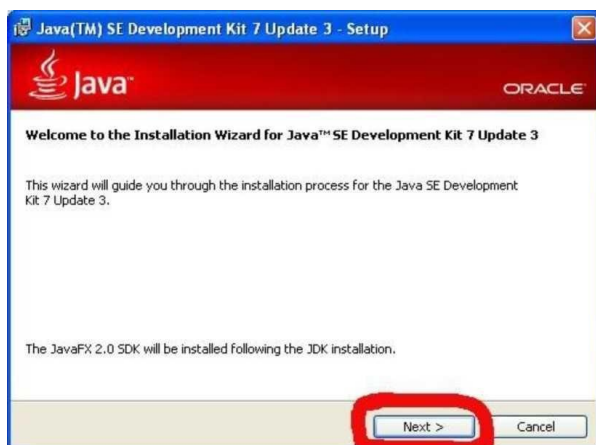 Java(TM) SE Development Kit 7 Update 3 - Setup
Java™
ORACLE
Welcome to the Installation Wizard for Java™ SE Development Kit 7 Update 3
This wizard will guide you through the installation process for the Java SE Development
Kit 7 Update 3.
The JavaFX 2.0 SDK will be installed following the JDK installation.
Next >
Cancel